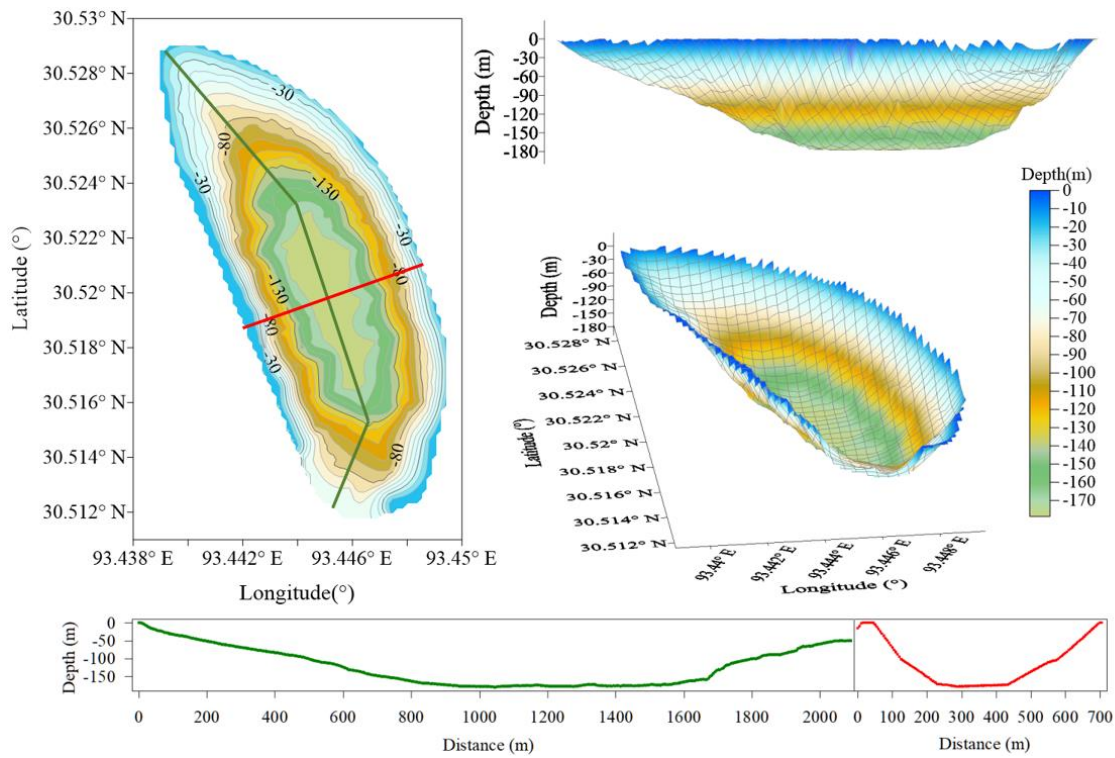 30.53° N
30.528° N
30.526° N
30.524° N
30.522° N
30.52° N
30.518° N
30.516° N
30.514° N
30.512° N
Latitude (°)
-30
-80
-130
-30
-30
-80
-130
-80
-30
-80
93.438° E 93.442° E 93.446° E 93.45° E
Longitude(°)
Depth (m)
0
-30
-60
-90
-120
-150
-180
Depth (m)
0
-30
-60
-90
-120
-150
-180
30.528° N
30.526° N
30.524° N
30.522° N
30.52° N
30.518° N
30.516° N
30.514° N
30.512° N
Latitude (°)
93.44° E 93.442° E 93.444° E 93.446° E 93.448° E
Longitude (°)
Depth(m)
0
-10
-20
-30
-40
-50
-60
-70
-80
-90
-100
-110
-120
-130
-140
-150
-160
-170
Depth (m)
0
-50
-100
-150
0 200 400 600 800 1000 1200 1400 1600 1800 2000
Distance (m)
0 100 200 300 400 500 600 700
Distance (m)